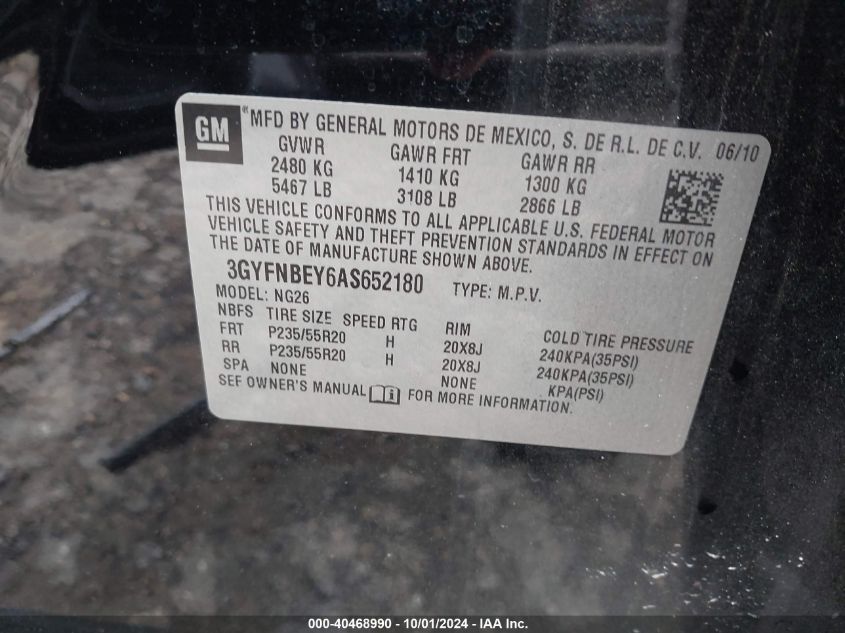 GM ® MFD BY GENERAL MOTORS DE MEXICO, S. DE R.L. DE C.V. 06/10
GVWR GAWR FRT GAWR RR
2480 KG 1410 KG 1300 KG
5467 LB 3108 LB 2866 LB
THIS VEHICLE CONFORMS TO ALL APPLICABLE U.S. FEDERAL MOTOR
VEHICLE SAFETY AND THEFT PREVENTION STANDARDS IN EFFECT ON
THE DATE OF MANUFACTURE SHOWN ABOVE.
3GYFNBEY6AS652180 TYPE: M.P.V.
MODEL: NG26
NBFS TIRE SIZE SPEED RTG RIM COLD TIRE PRESSURE
FRT P235/55R20 H 20X8J 240KPA(35PSI)
RR P235/55R20 H 20X8J 240KPA(35PSI)
SPA NONE NONE KPA(PSI)
SEF OWNER'S MANUAL FOR MORE INFORMATION.
000-40468990 - 10/01/2024 - IAA Inc.